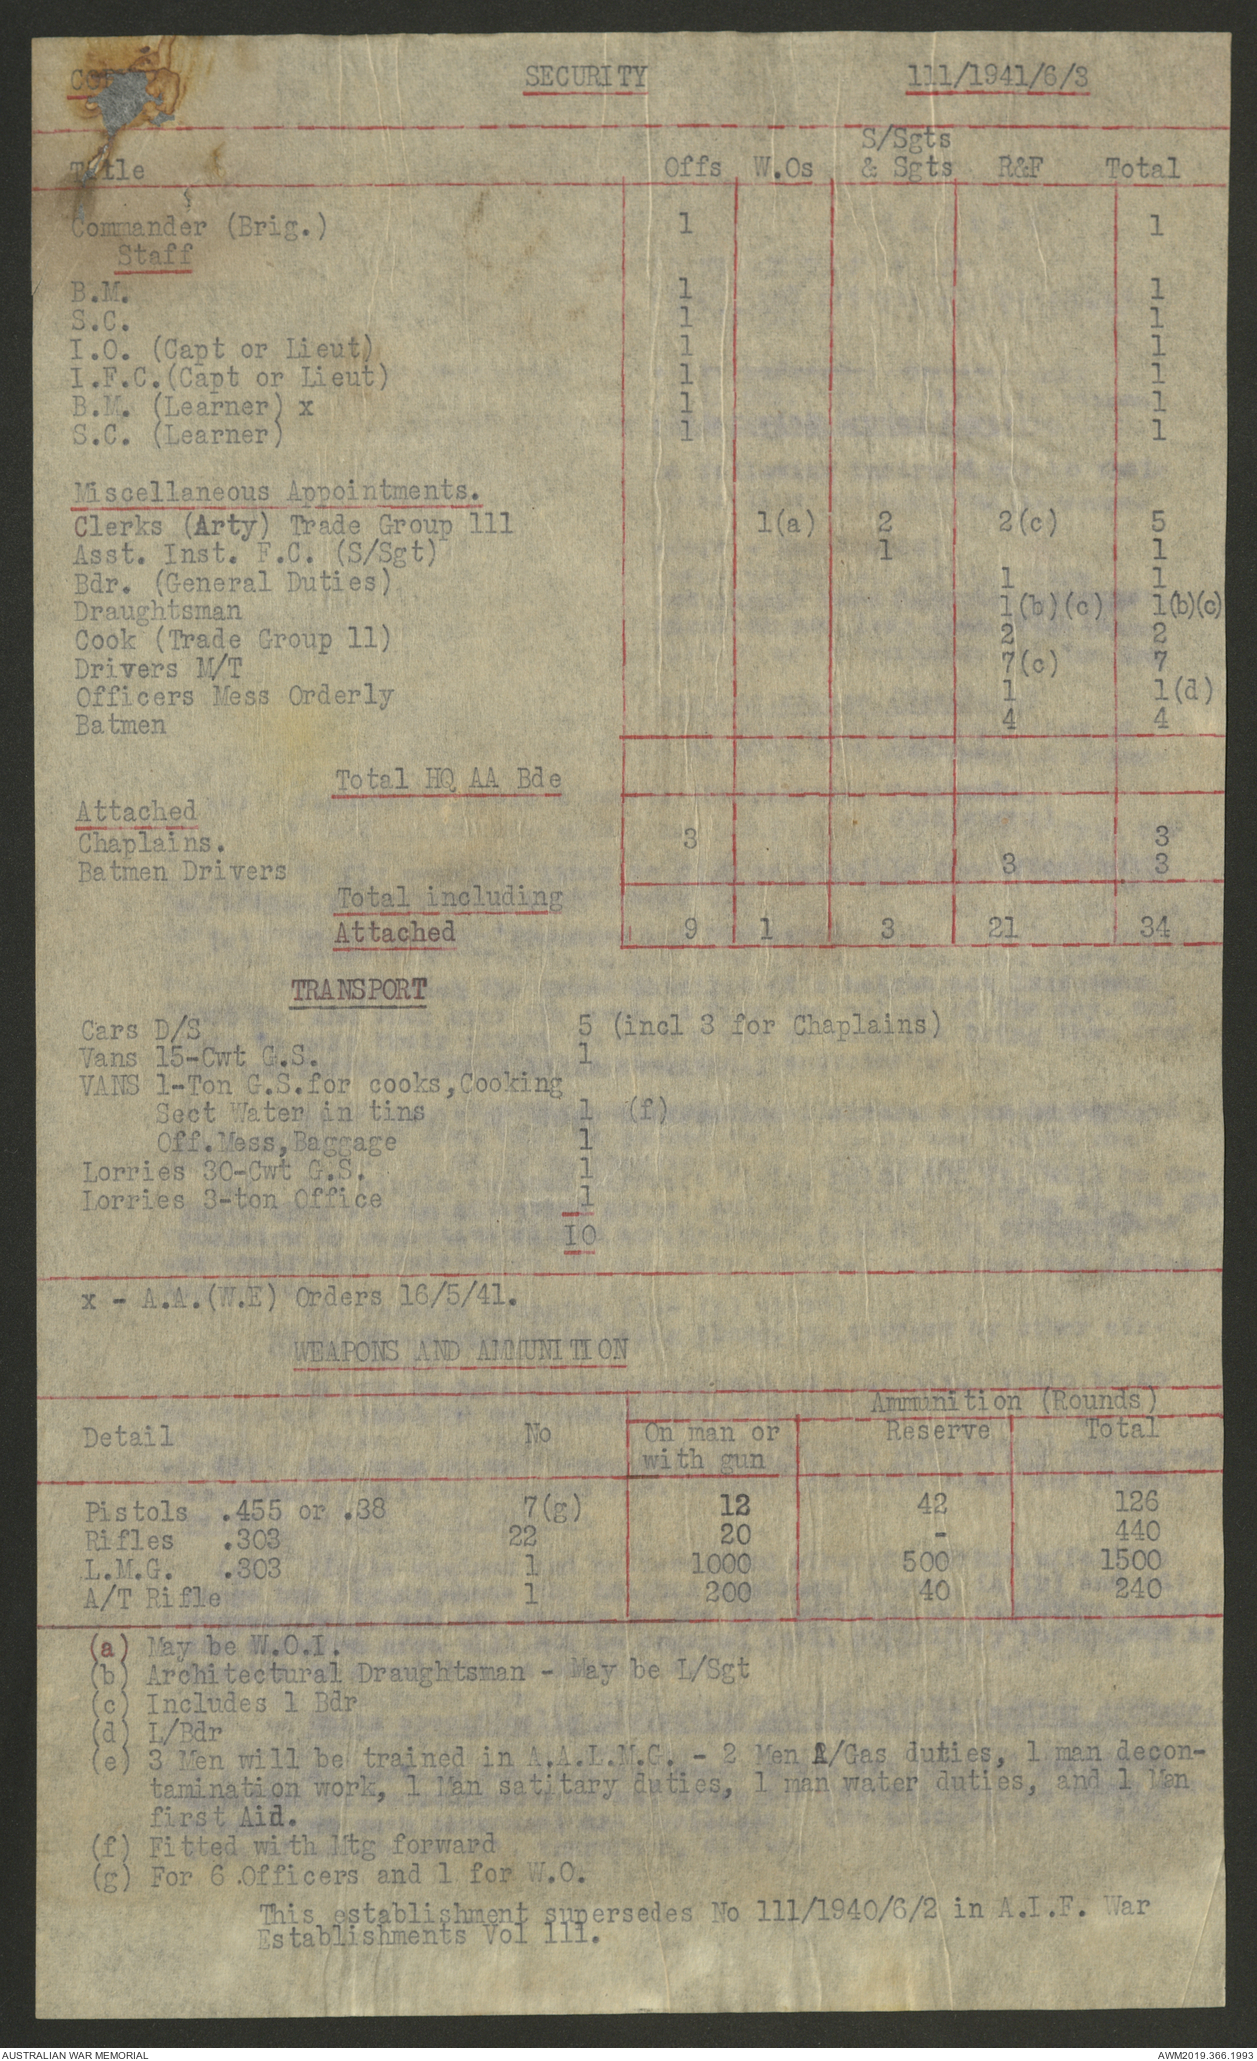 SECURITY 111/1941/6/3
Title Offs W.Os S/Sgts & Sgts R&F Total
Commander (Brig.) 1 1
Staff
B.M. 1 1
S.C. 1 1
I.O. (Capt or Lieut) 1 1
I.F.C.(Capt or Lieut) 1 1
B.M. (Learner) x 1 1
S.C. (Learner) 1 1
Miscellaneous Appointments.
Clerks (Arty) Trade Group 111 1(a) 2 2(c) 5
Asst. Inst. F.C. (S/Sgt) 1 1
Bdr. (General Duties) 1 1
Draughtsman 1(b)(c) 1(b)(c)
Cook (Trade Group 11) 2 2
Drivers M/T 7(c) 7
Officers Mess Orderly 1 1(d)
Batmen 4 4
Total HQ AA Bde
Attached
Chaplains. 3 3
Batmen Drivers 3 3
Total including
Attached 9 1 3 21 34
TRANSPORT
Cars D/S 5 (incl 3 for Chaplains)
Vans 15-Cwt G.S. 1
VANS 1-Ton G.S.for cooks,Cooking
Sect Water in tins 1 (f)
Off.Mess,Baggage 1
Lorries 30-Cwt G.S. 1
Lorries 3-ton Office 1
10
x - A.A.(W.E) Orders 16/5/41.
WEAPONS AND AMMUNITION
Ammunition (Rounds)
Detail No On man or Reserve Total
with gun
Pistols .455 or .38 7(g) 12 42 126
Rifles .303 22 20 - 440
L.M.G. .303 1 1000 500 1500
A/T Rifle 1 200 40 240
(a) May be W.O.I.
(b) Architectural Draughtsman - May be L/Sgt
(c) Includes 1 Bdr
(d) L/Bdr
(e) 3 Men will be trained in A.A.L.M.G. - 2 Men A/Gas duties, 1 man decon-
tamination work, 1 Man satitary duties, 1 man water duties, and 1 Man
first Aid.
(f) Fitted with Mtg forward
(g) For 6 .Officers and 1 for W.O.
This establishment supersedes No 111/1940/6/2 in A.I.F. War
Establishments Vol 111.
AUSTRALIAN WAR MEMORIAL AWM2019.366.1993